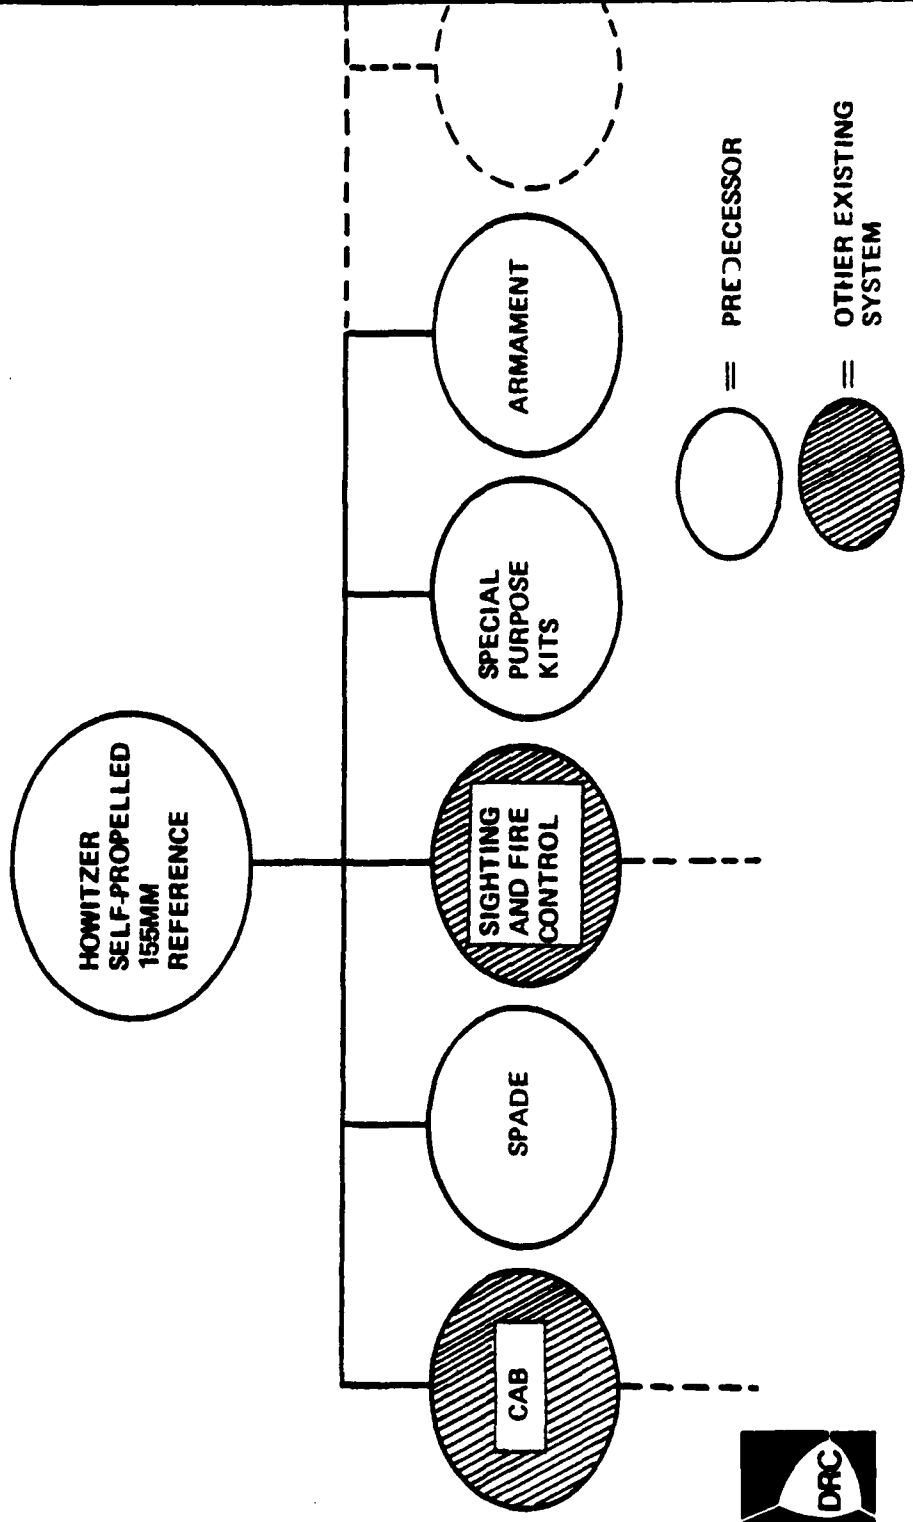 HOWITZER
SELF-PROPELLED
155MM
REFERENCE
CAB
SPADE
SIGHTING
AND FIRE
CONTROL
SPECIAL
PURPOSE
KITS
ARMAMENT
= PREDECESSOR
= OTHER EXISTING
SYSTEM
DRC